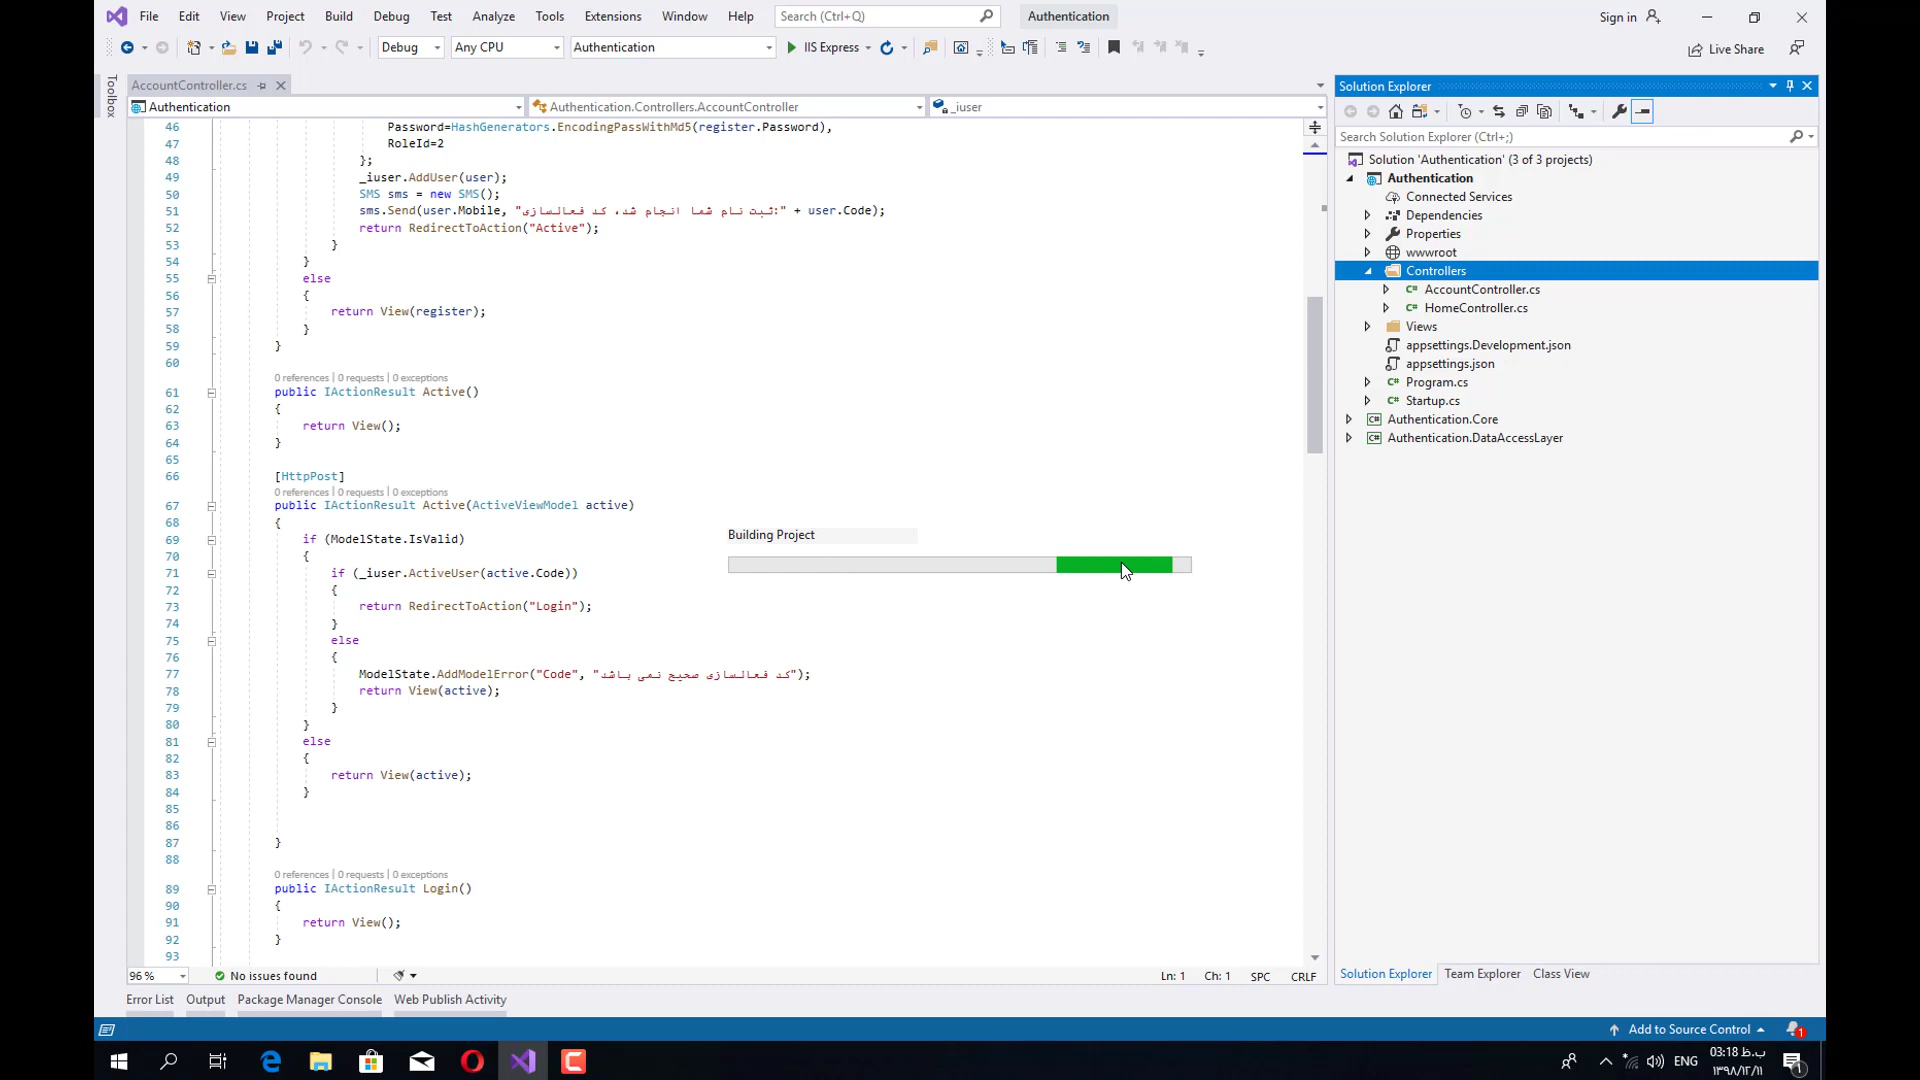 File Edit View Project Build Debug Test Analyze Tools Extensions Window Help Search (Ctrl+Q) Authentication Sign in
Debug Any CPU Authentication IIS Express Live Share
Toolbox
AccountController.cs
Authentication Authentication.Controllers.AccountController _iuser
46 Password=HashGenerators.EncodingPassWithMd5(register.Password),
47 RoleId=2
48 };
49 _iuser.AddUser(user);
50 SMS sms = new SMS();
51 sms.Send(user.Mobile, "ثبت نام شما انجام شد، کد فعالسازی:" + user.Code);
52 return RedirectToAction("Active");
53 }
54 }
55 else
56 {
57 return View(register);
58 }
59 }
60
0 references | 0 requests | 0 exceptions
61 public IActionResult Active()
62 {
63 return View();
64 }
65
66 [HttpPost]
0 references | 0 requests | 0 exceptions
67 public IActionResult Active(ActiveViewModel active)
68 {
69 if (ModelState.IsValid)
70 {
71 if (_iuser.ActiveUser(active.Code))
72 {
73 return RedirectToAction("Login");
74 }
75 else
76 {
77 ModelState.AddModelError("Code", "کد فعالسازی صحیح نمی باشد");
78 return View(active);
79 }
80 }
81 else
82 {
83 return View(active);
84 }
85
86
87 }
88
0 references | 0 requests | 0 exceptions
89 public IActionResult Login()
90 {
91 return View();
92 }
93
Building Project
96 % No issues found Ln: 1 Ch: 1 SPC CRLF
Error List Output Package Manager Console Web Publish Activity
Solution Explorer
Search Solution Explorer (Ctrl+;)
Solution 'Authentication' (3 of 3 projects)
Authentication
Connected Services
Dependencies
Properties
wwwroot
Controllers
C# AccountController.cs
C# HomeController.cs
Views
appsettings.Development.json
appsettings.json
C# Program.cs
C# Startup.cs
C# Authentication.Core
C# Authentication.DataAccessLayer
Solution Explorer Team Explorer Class View
Add to Source Control 1
ENG 03:18 ب.ظ
۱۳۹۸/۱۲/۱۱
1